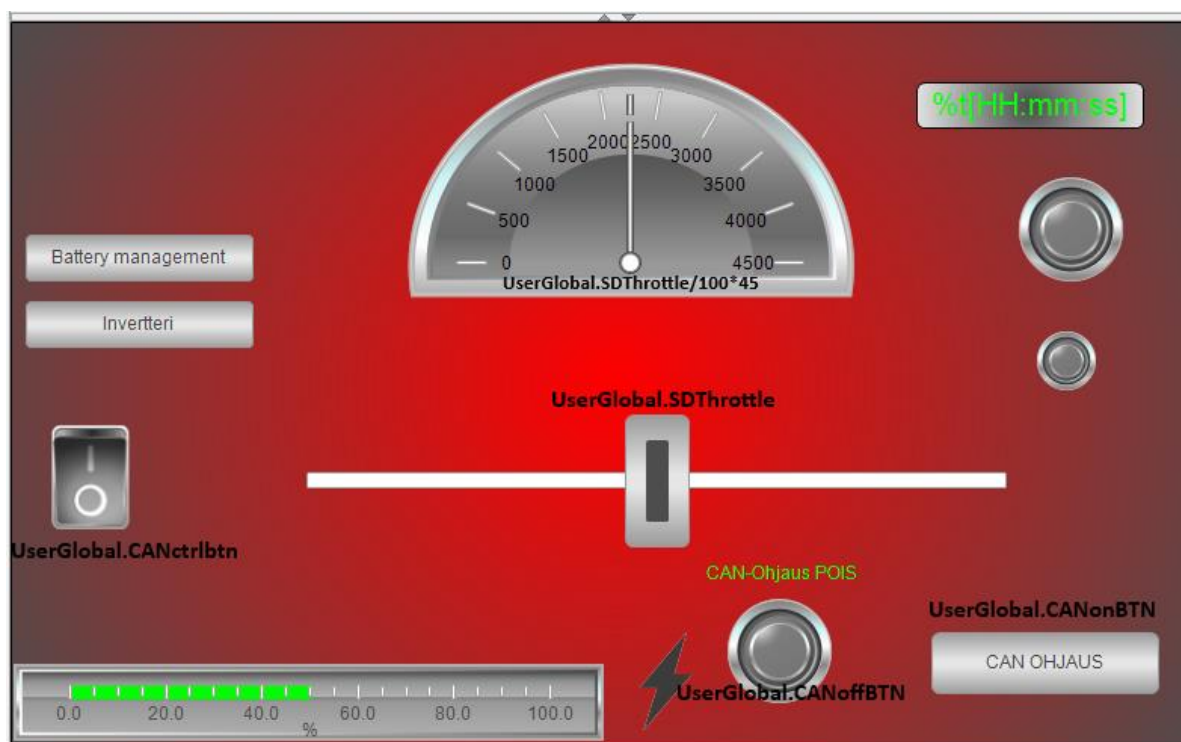 %t[HH:mm:ss]
2000 2500
1500 3000
1000 3500
500 4000
0 4500
UserGlobal.SDThrottle/100*45
Battery management
Invertteri
UserGlobal.SDThrottle
UserGlobal.CANctrlbtn
CAN-Ohjaus POIS
UserGlobal.CANonBTN
CAN OHJAUS
UserGlobal.CANoffBTN
0.0 20.0 40.0 60.0 80.0 100.0
%